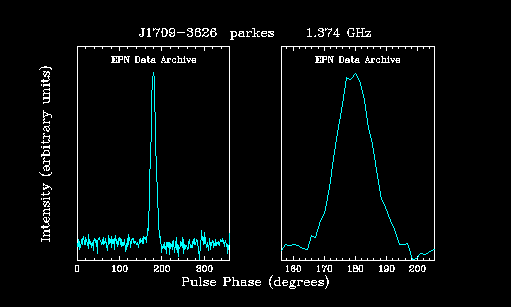 J1709-3626 parkes 1.374 GHz
EPN Data Archive
EPN Data Archive
Intensity (arbitrary units)
0 100 200 300
160 170 180 190 200
Pulse Phase (degrees)